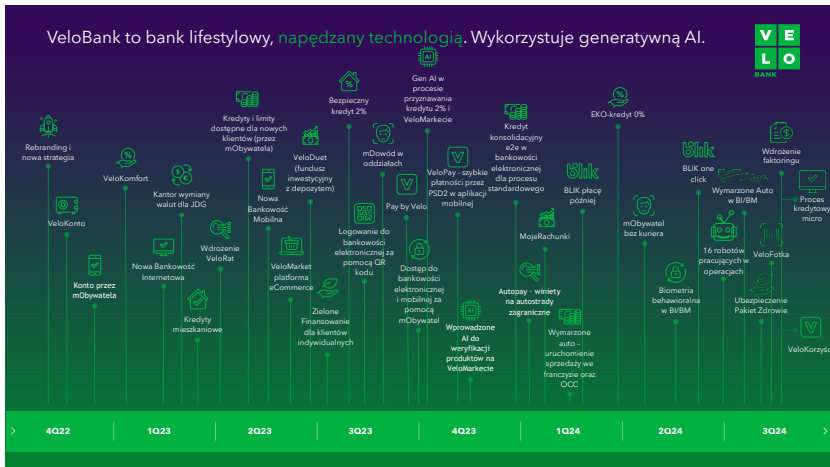 VeloBank to bank lifestylowy, napędzany technologią. Wykorzystuje generatywną AI.
V E
L O
BANK
Rebranding i
nowa strategia
VeloKonto
Konto przez
mObywatela
VeloKomfort
Nowa Bankowość
Internetowa
Kantor wymiany
walut dla JDG
Kredyty
mieszkaniowe
Wdrożenie
VeloRat
Kredyty i limity
dostępne dla nowych
klientów (przez
mObywatela)
Nowa
Bankowość
Mobilna
VeloMarket
platforma
eCommerce
VeloDuet
(fundusz
inwestycyjny
z depozytem)
Zielone
Finansowanie
dla klientów
indywidualnych
Bezpieczny
kredyt 2%
Logowanie do
bankowości
elektronicznej za
pomocą QR
kodu
mDowód w
oddziałach
Pay by Velo
Dostęp do
bankowości
elektronicznej
i mobilnej za
pomocą
mObywatel
AI
Gen AI w
procesie
przyznawania
kredytu 2% i
VeloMarkecie
VeloPay - szybkie
płatności przez
PSD2 w aplikacji
mobilnej
AI
Wprowadzone
AI do
weryfikacji
produktów na
VeloMarkecie
Kredyt
konsolidacyjny
e2e w
bankowości
elektronicznej
dla procesu
standardowego
Autopay - winiety
na autostrady
zagraniczne
MojeRachunki
Wymarzone
auto –
uruchomienie
sprzedaży we
franczyzie oraz
OCC
blik
BLIK płacę
później
EKO-kredyt 0%
mObywatel
bez kuriera
Biometria
behawioralna
w BI/BM
blik
BLIK one
click
16 robotów
pracujących w
operacjach
Wymarzone Auto
w BI/BM
Ubezpieczenie
Pakiet Zdrowie
VeloFotka
Wdrożenie
faktoringu
Proces
kredytowy
micro
VeloKorzyśc
4Q22 1Q23 2Q23 3Q23 4Q23 1Q24 2Q24 3Q24